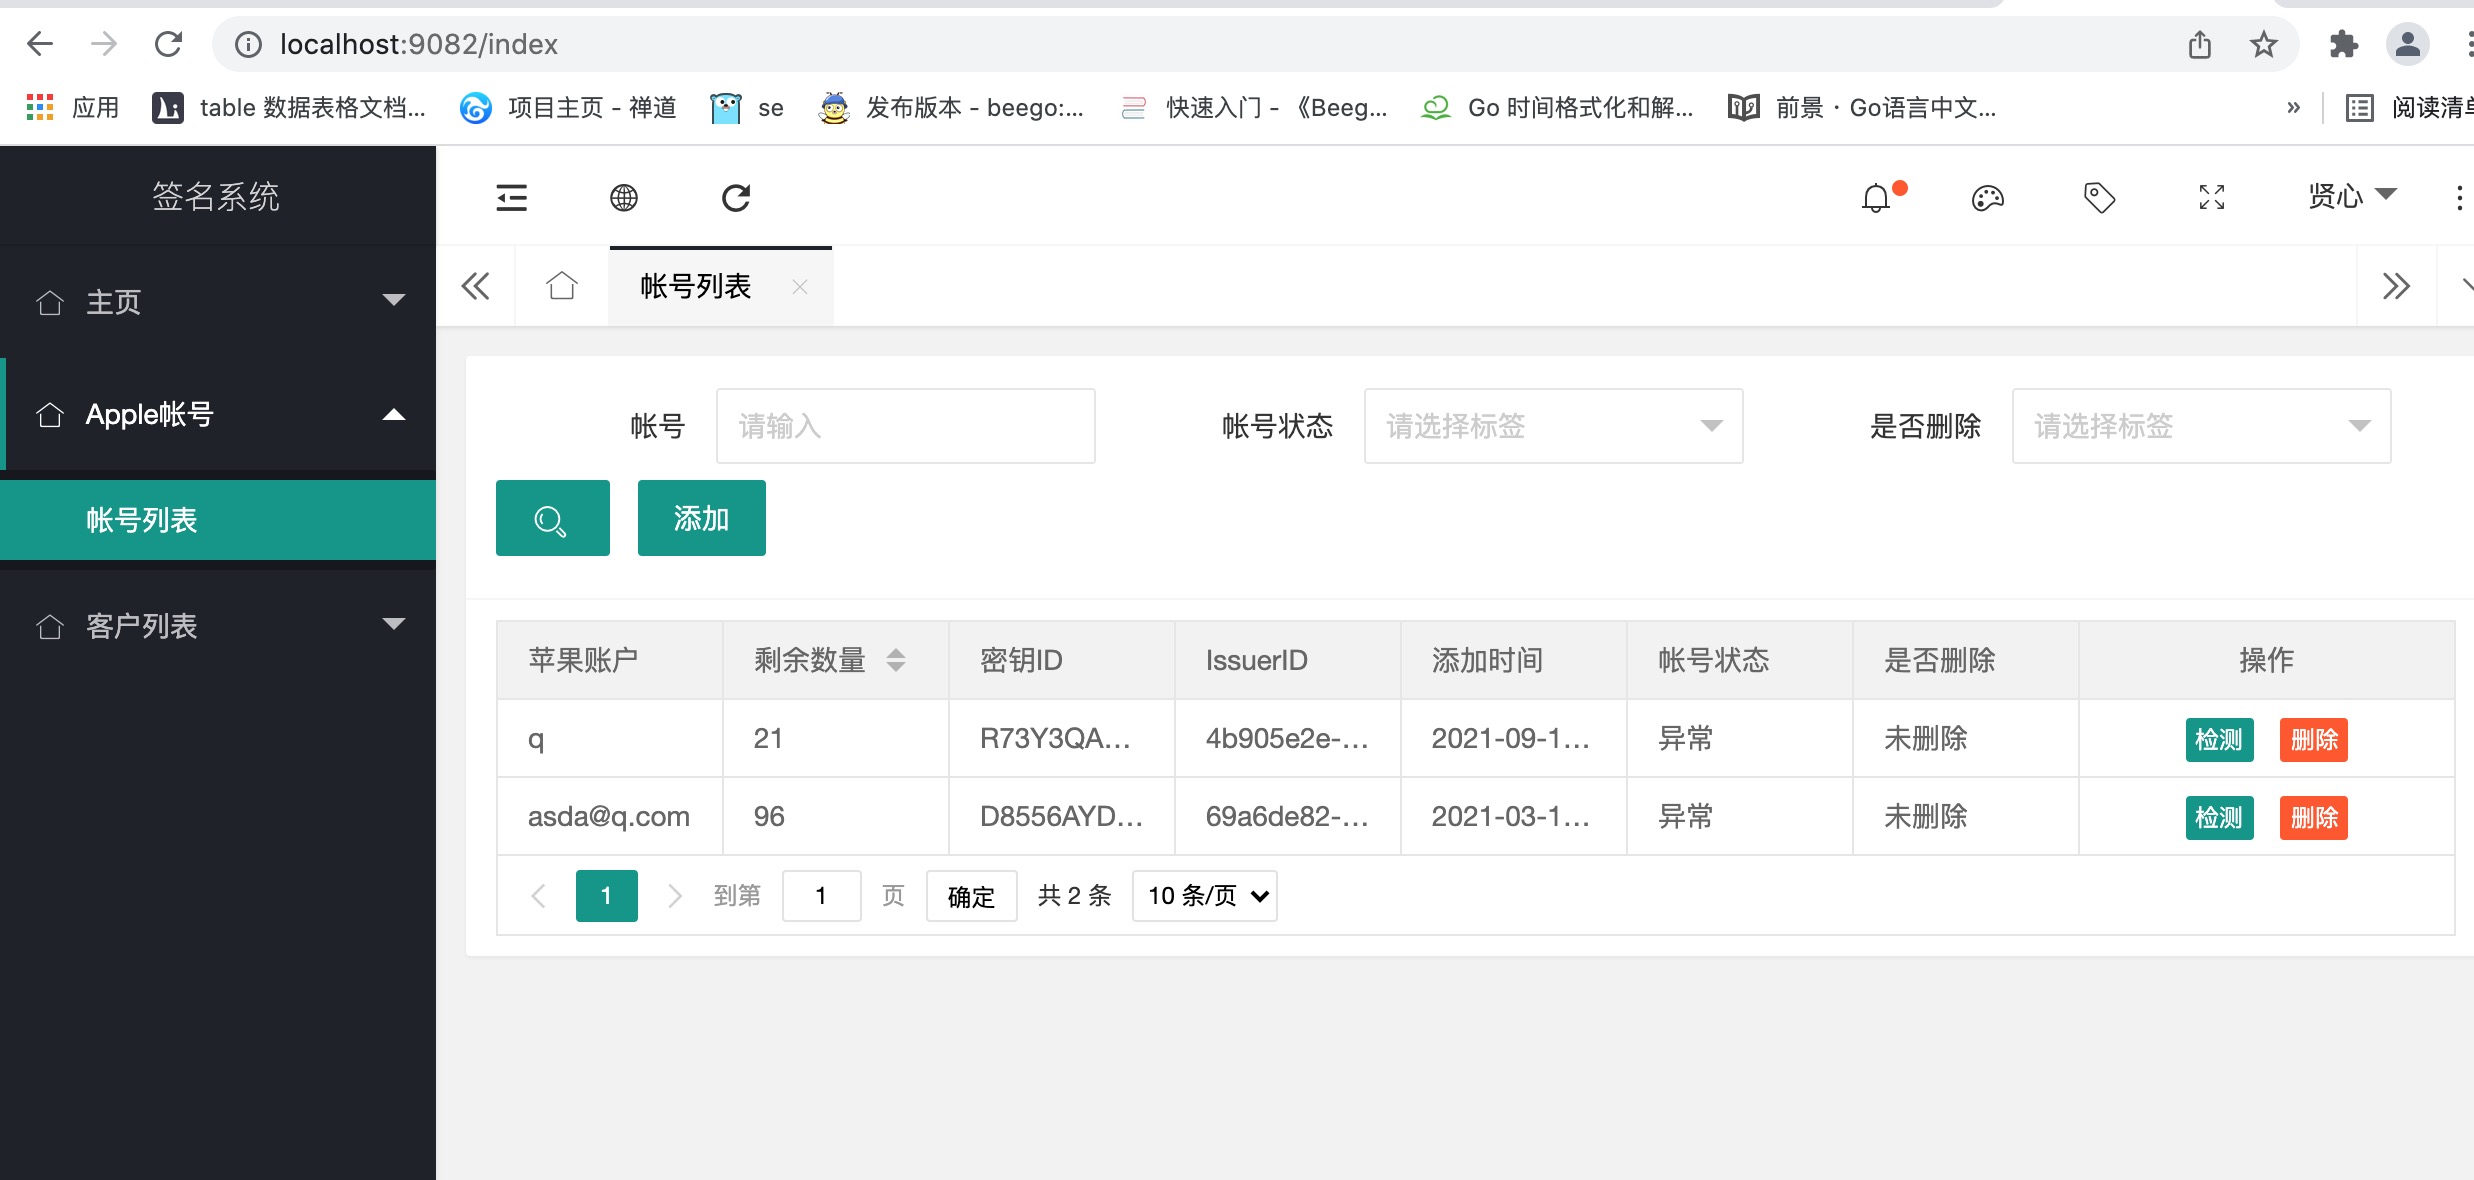 localhost:9082/index
应用 table 数据表格文档... 项目主页 - 禅道 se 发布版本 - beego:... 快速入门 - 《Beeg... Go 时间格式化和解... 前景 · Go语言中文... » 阅读清单
签名系统 贤心
主页
帐号列表
Apple帐号
帐号列表
客户列表
帐号 请输入 帐号状态 请选择标签 是否删除 请选择标签
添加
苹果账户 剩余数量 密钥ID IssuerID 添加时间 帐号状态 是否删除 操作
q 21 R73Y3QA... 4b905e2e-... 2021-09-1... 异常 未删除 检测 删除
asda@q.com 96 D8556AYD... 69a6de82-... 2021-03-1... 异常 未删除 检测 删除
1 到第 1 页 确定 共 2 条 10 条/页